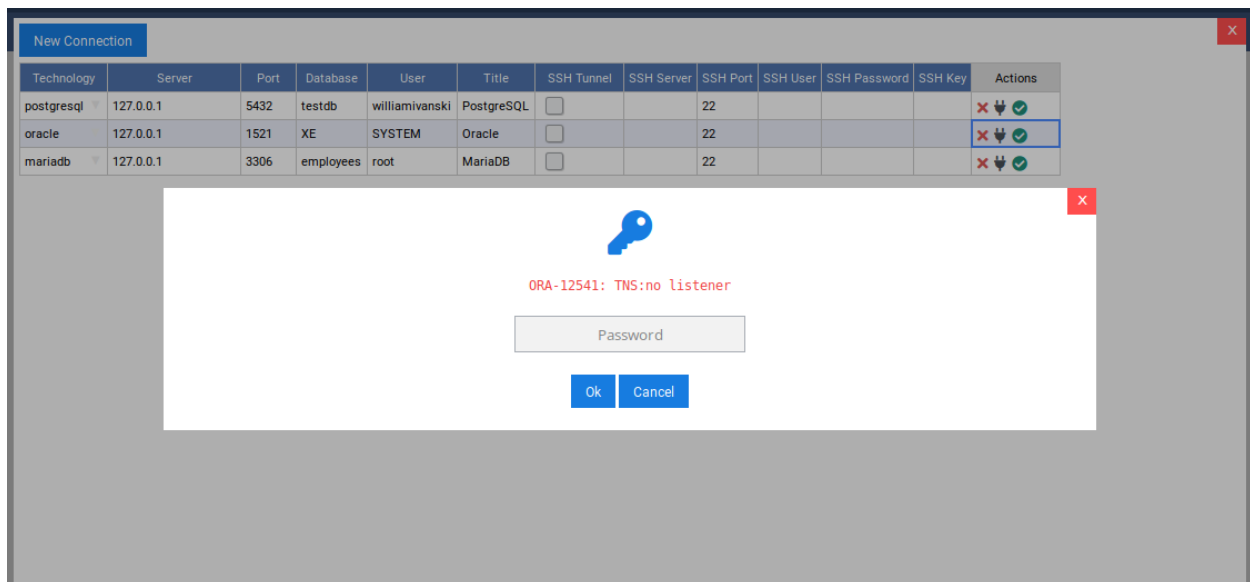 New Connection
X
Technology Server Port Database User Title SSH Tunnel SSH Server SSH Port SSH User SSH Password SSH Key Actions
postgresql 127.0.0.1 5432 testdb williamivanski PostgreSQL 22
oracle 127.0.0.1 1521 XE SYSTEM Oracle 22
mariadb 127.0.0.1 3306 employees root MariaDB 22
X
ORA-12541: TNS:no listener
Password
Ok Cancel